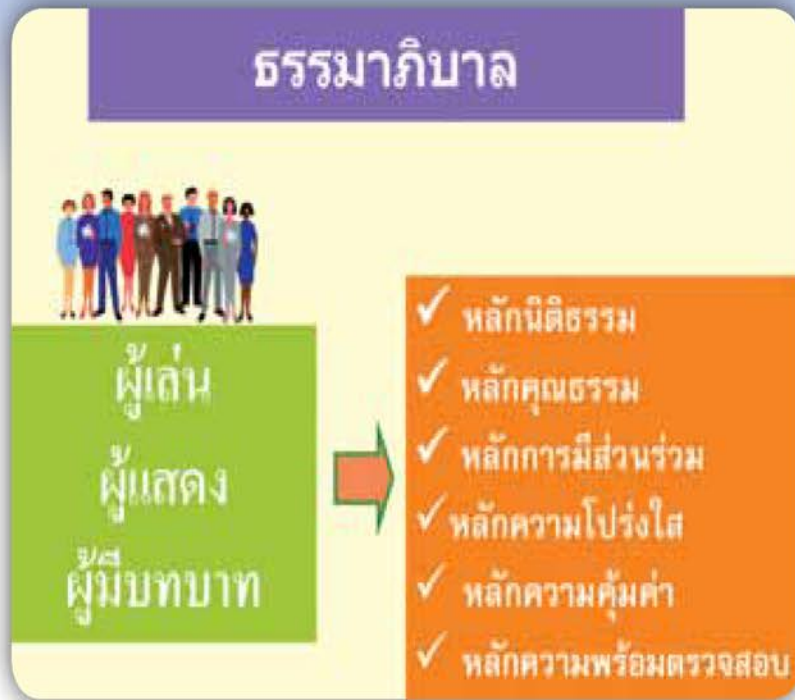 ธรรมาภิบาล
ผู้เล่น
ผู้แสดง
ผู้มีบทบาท
✓ หลักนิติธรรม
✓ หลักคุณธรรม
✓ หลักการมีส่วนร่วม
✓ หลักความโปร่งใส
✓ หลักความคุ้มค่า
✓ หลักความพร้อมตรวจสอบ